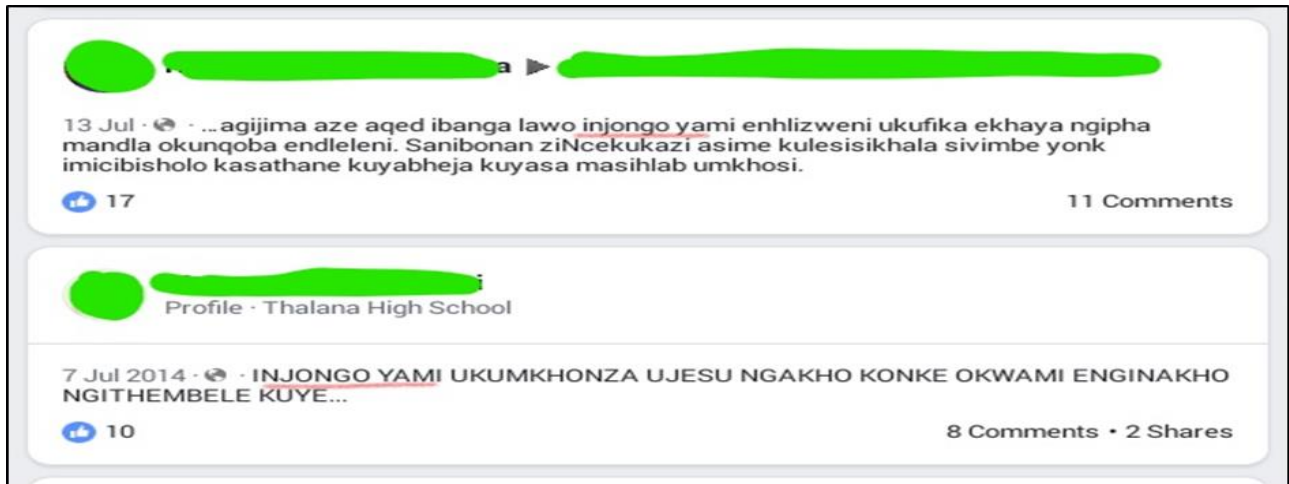 a
13 Jul · ...agijima aze aqed ibanga lawo injongo yami enhlizweni ukufika ekhaya ngipha
mandla okunqoba endleleni. Sanibonan ziNcekukazi asime kulesisikhala sivimbe yonk
imicibisholo kasathane kuyabheja kuyasa masihlab umkhosi.
17
11 Comments
Profile · Thalana High School
7 Jul 2014 · INJONGO YAMI UKUMKHONZA UJESU NGAKHO KONKE OKWAMI ENGINAKHO
NGITHEMBELE KUYE...
10
8 Comments • 2 Shares